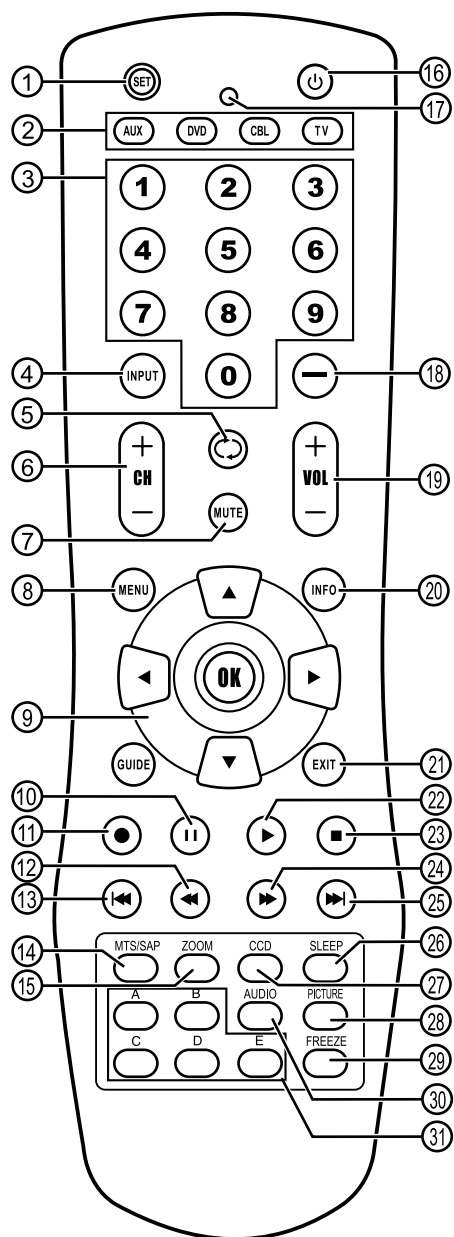 ① SET ⑯
⑰
② AUX DVD CBL TV
③ 1 2 3
4 5 6
7 8 9
④ INPUT 0 — ⑱
⑤
⑥ + CH — + VOL — ⑲
⑦ MUTE
⑧ MENU INFO ⑳
OK
⑨
GUIDE EXIT ㉑
⑩ ㉒
⑪ ㉓
⑫ ㉔
⑬ ㉕
⑭ MTS/SAP ZOOM CCD SLEEP ㉖
⑮ ㉗
A B AUDIO PICTURE ㉘
C D E FREEZE ㉙
㉚
㉛